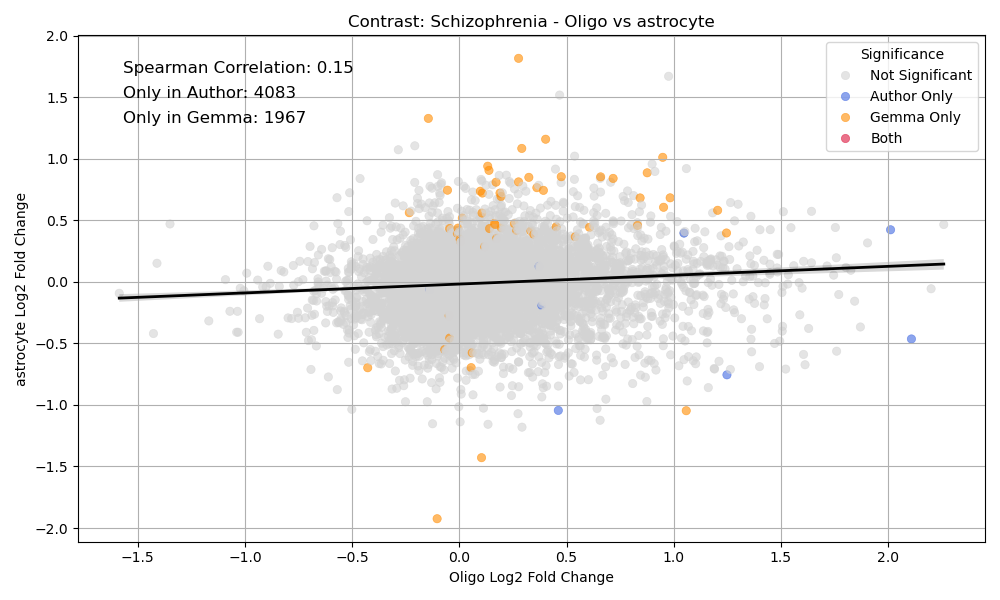 Contrast: Schizophrenia - Oligo vs astrocyte
Spearman Correlation: 0.15
Only in Author: 4083
Only in Gemma: 1967
Significance
Not Significant
Author Only
Gemma Only
Both
astrocyte Log2 Fold Change
2.0
1.5
1.0
0.5
0.0
−0.5
−1.0
−1.5
−2.0
−1.5
−1.0
−0.5
0.0
0.5
1.0
1.5
2.0
Oligo Log2 Fold Change